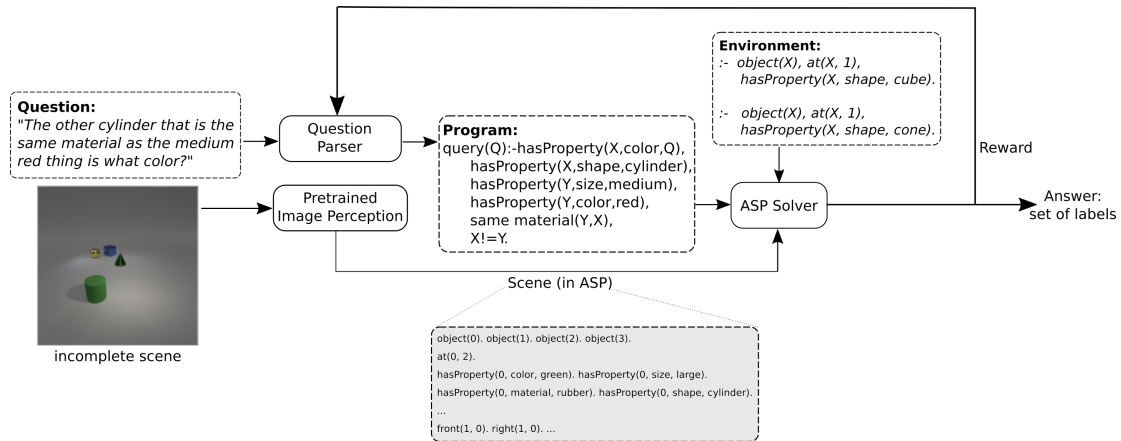 Question:
"The other cylinder that is the
same material as the medium
red thing is what color?"
Question
Parser
Pretrained
Image Perception
incomplete scene
Program:
query(Q):-hasProperty(X,color,Q),
hasProperty(X,shape,cylinder),
hasProperty(Y,size,medium),
hasProperty(Y,color,red),
same material(Y,X),
X!=Y.
Environment:
:- object(X), at(X, 1),
hasProperty(X, shape, cube).
:- object(X), at(X, 1),
hasProperty(X, shape, cone).
ASP Solver
Reward
Answer:
set of labels
Scene (in ASP)
object(0). object(1). object(2). object(3).
at(0, 2).
hasProperty(0, color, green). hasProperty(0, size, large).
hasProperty(0, material, rubber). hasProperty(0, shape, cylinder).
...
front(1, 0). right(1, 0). ...